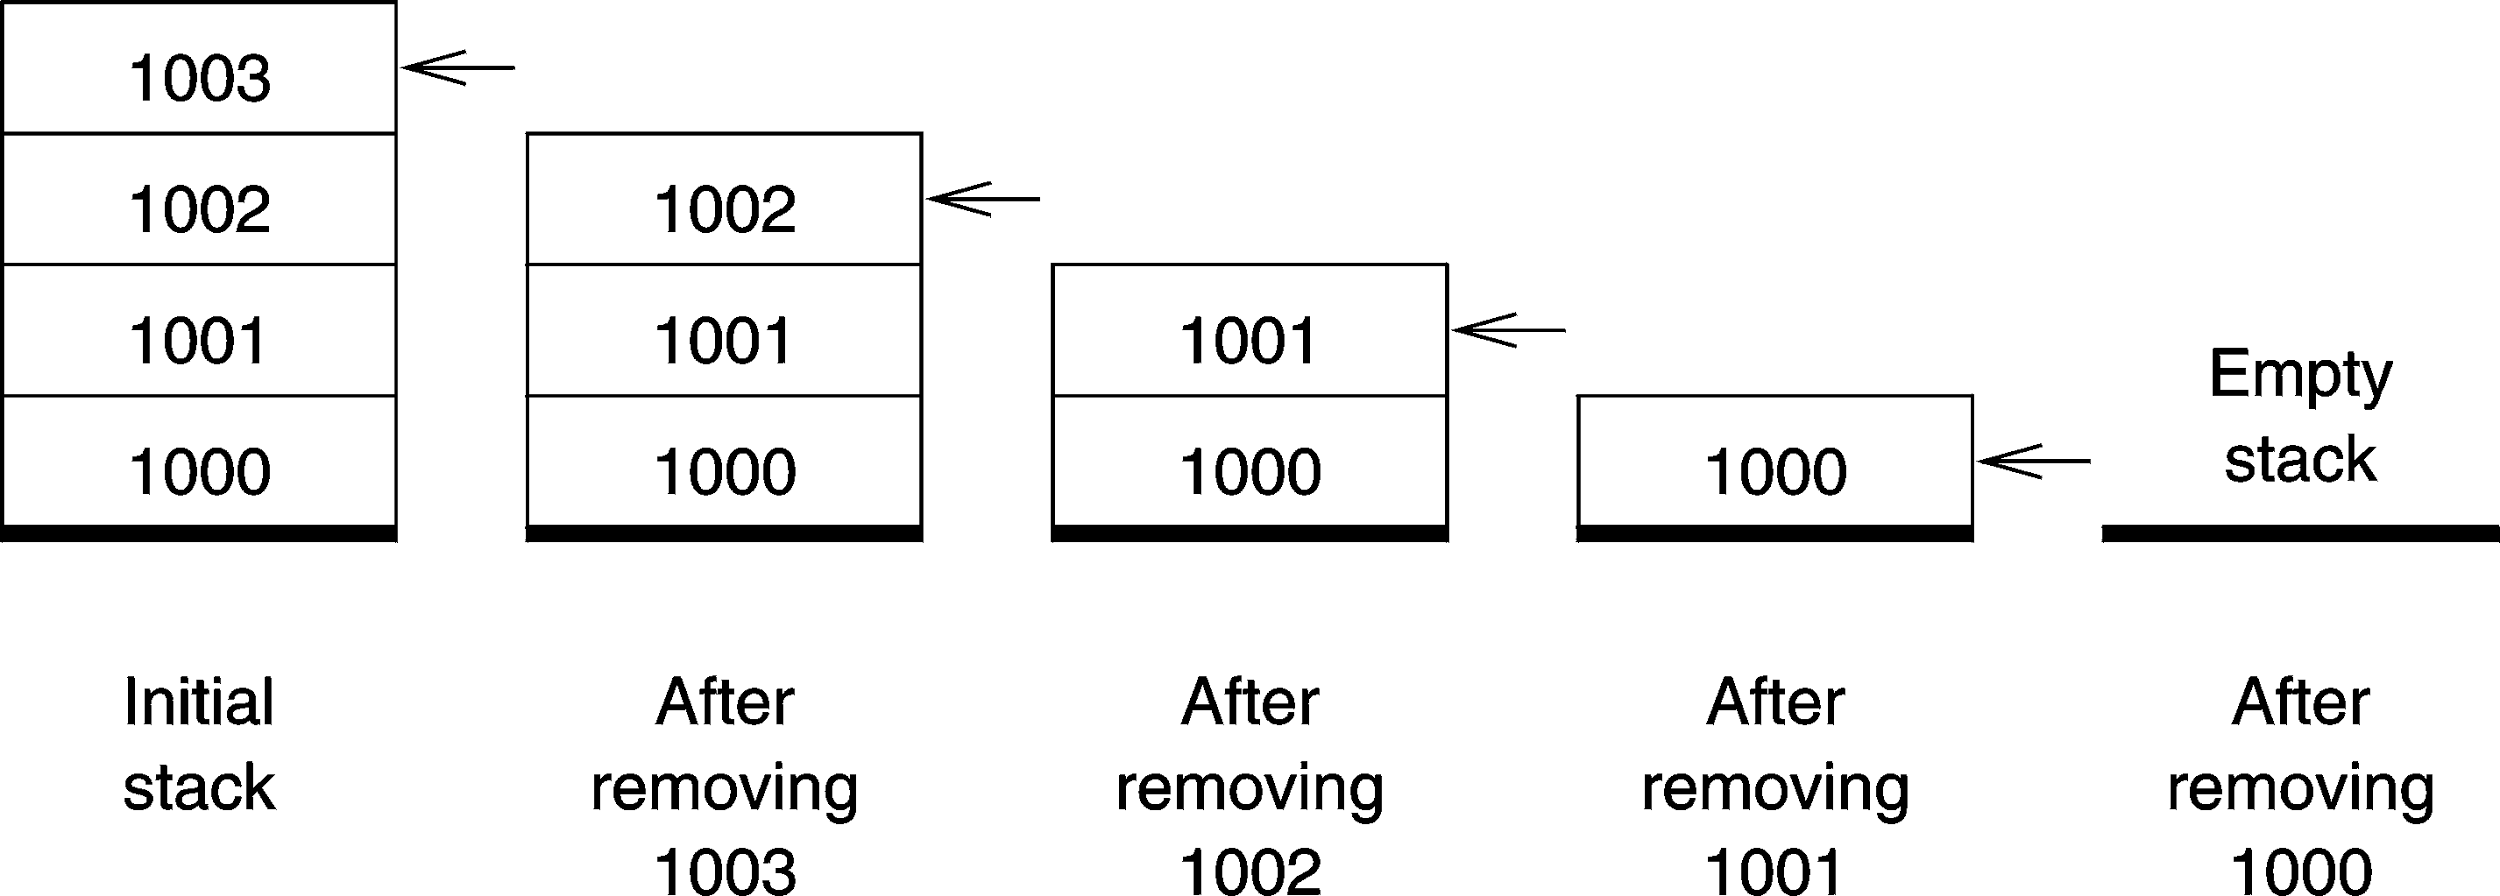 1003
1002
1001
1000
Initial
stack
1002
1001
1000
After
removing
1003
1001
1000
After
removing
1002
1000
After
removing
1001
Empty
stack
After
removing
1000